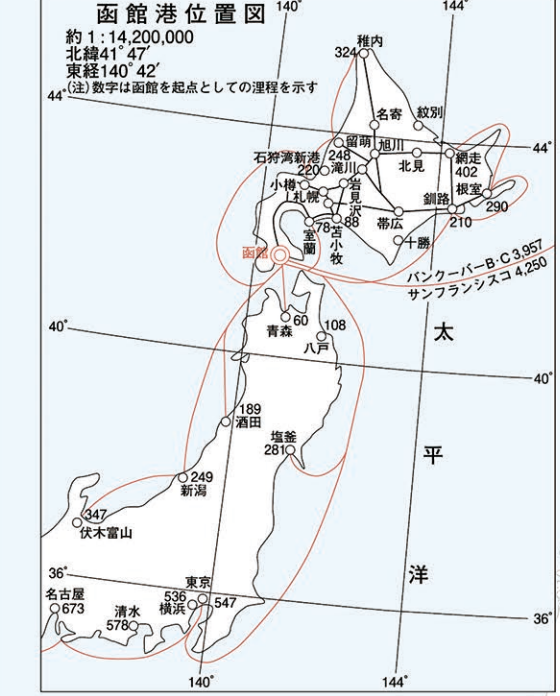 函館港位置図
約1:14,200,000
北緯41°47′
東経140°42′
(注)数字は函館を起点としての浬程を示す
140°
144°
44°
44°
稚内
324
名寄
紋別
留萌
248
旭川
石狩湾新港
220
滝川
北見
網走
402
小樽
札幌
岩見沢
釧路
210
根室
290
帯広
十勝
室蘭
78
苫小牧
88
函館
バンクーバーB・C 3,957
サンフランシスコ 4,250
60
青森
108
八戸
40°
40°
太平洋
189
酒田
塩釜
281
249
新潟
347
伏木富山
36°
36°
東京
547
536
横浜
名古屋
673
清水
578
140°
144°